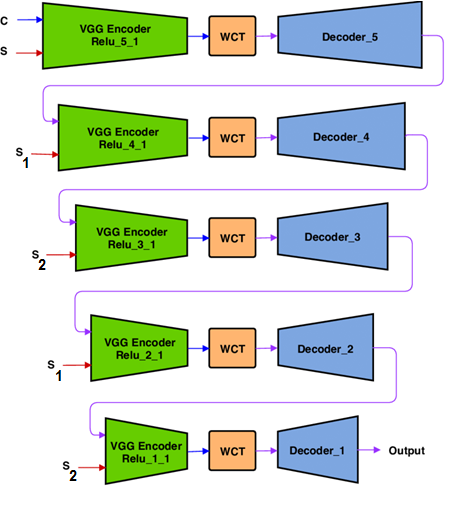 C
S
VGG Encoder
Relu_5_1
WCT
Decoder_5
S
1
VGG Encoder
Relu_4_1
WCT
Decoder_4
S
2
VGG Encoder
Relu_3_1
WCT
Decoder_3
S
1
VGG Encoder
Relu_2_1
WCT
Decoder_2
S
2
VGG Encoder
Relu_1_1
WCT
Decoder_1
Output